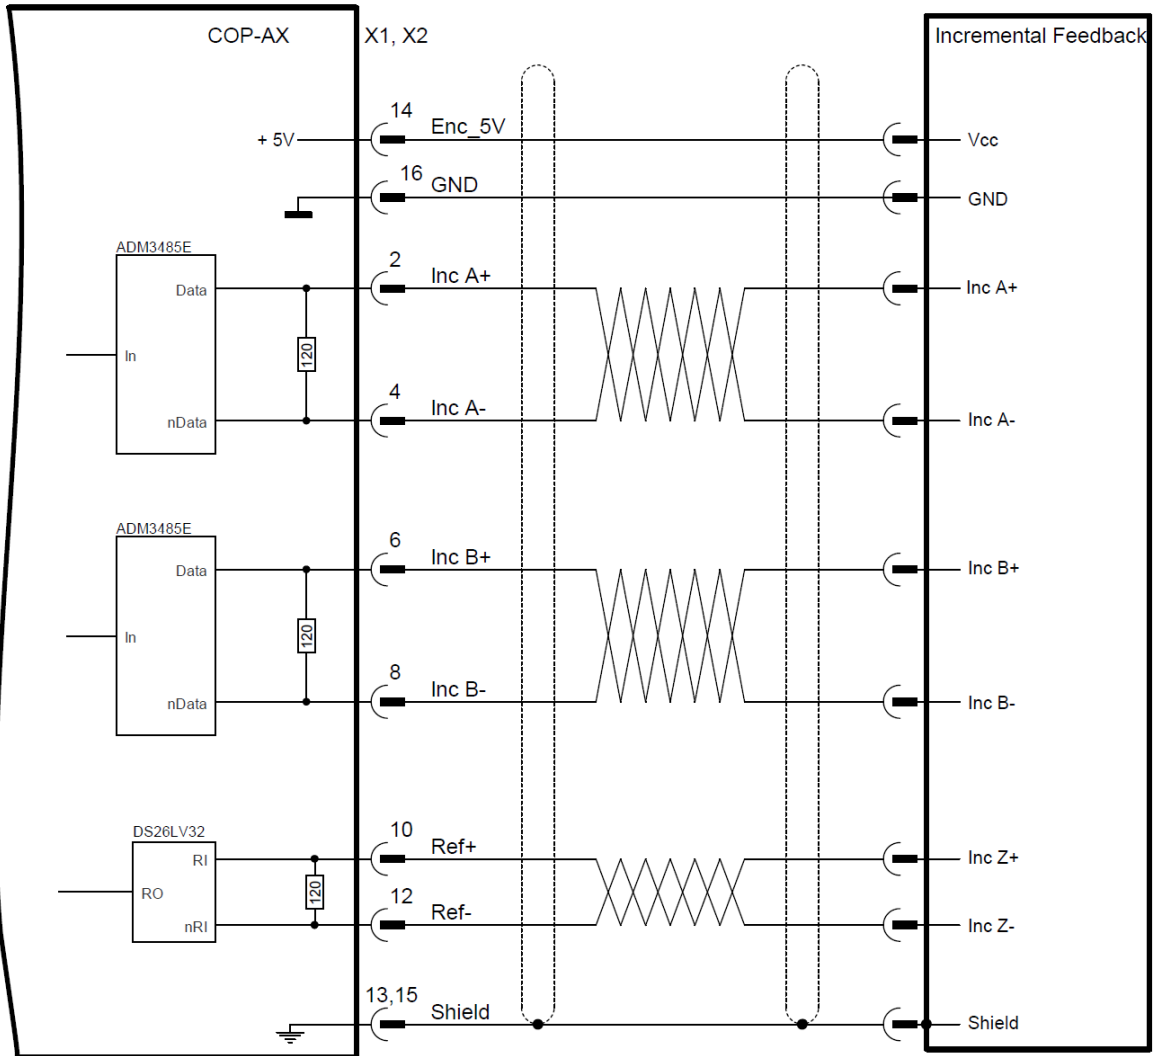 COP-AX
X1, X2
Incremental Feedback
14
Enc_5V
+ 5V
Vcc
16
GND
GND
ADM3485E
2
Inc A+
Data
Inc A+
In
120
4
Inc A-
nData
Inc A-
ADM3485E
6
Inc B+
Data
Inc B+
In
120
8
Inc B-
nData
Inc B-
DS26LV32
10
Ref+
RI
Inc Z+
RO
120
12
Ref-
nRI
Inc Z-
13,15
Shield
Shield